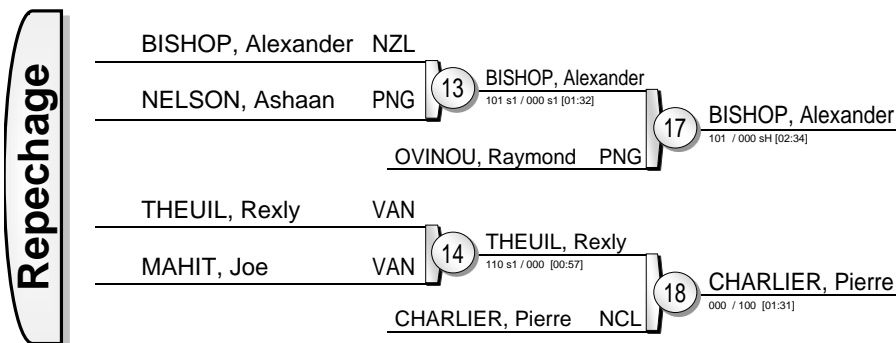 Repechage
BISHOP, Alexander NZL
NELSON, Ashaan PNG
13
BISHOP, Alexander
101 s1 / 000 s1 [01:32]
OVINOU, Raymond PNG
17
BISHOP, Alexander
101 / 000 sH [02:34]
THEUIL, Rexly VAN
MAHIT, Joe VAN
14
THEUIL, Rexly
110 s1 / 000 [00:57]
CHARLIER, Pierre NCL
18
CHARLIER, Pierre
000 / 100 [01:31]